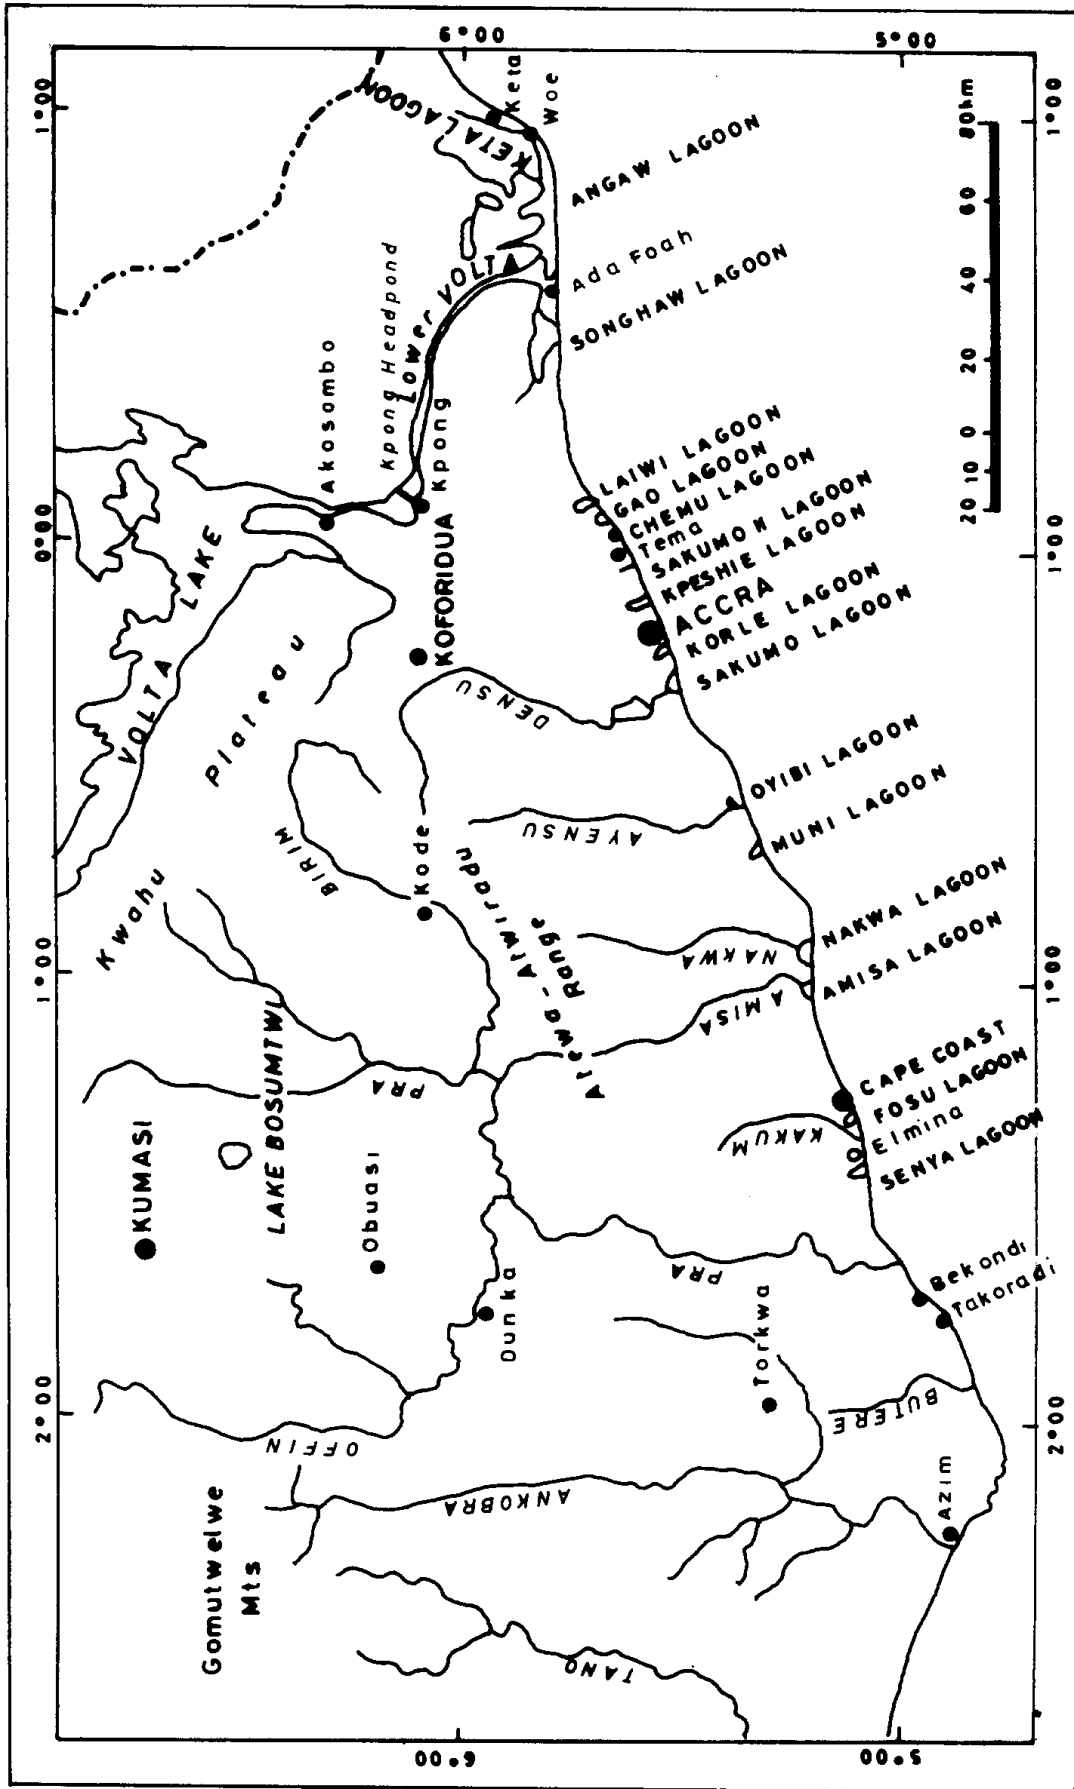 1°00
0°00
1°00
2°00
6°00
5°00
6°00
5°00
1°00
1°00
1°00
2°00
KETA LAGOON
Keta
Woe
ANGAW LAGOON
Ada Foah
SONGHAW LAGOON
Lower VOLTA
Kpong Headpond
Akosambo
Kpong
VOLTA LAKE
KOFORIDUA
LAIWI LAGOON
GAO LAGOON
CHEMU LAGOON
Tema
SAKUMO II LAGOON
KPESHIE LAGOON
ACCRA
KORLE LAGOON
SAKUMO LAGOON
DENSU
Kwahu Plateau
BIRIM
Kode
Atewa-Atwiradu
Range
AYENSU
OYIBI LAGOON
MUNI LAGOON
NAKWA
NAKWA LAGOON
AMISA
AMISA LAGOON
PRA
LAKE BOSUMTWI
KUMASI
Obuasi
Dunka
KAKUM
CAPE COAST
FOSU LAGOON
Elmina
SENYA LAGOON
PRA
Bekondi
Takoradi
Torkwa
BUTERE
OFFIN
ANKOBRA
Azim
Gomutwelwe
Mts
TANO
20 10 0 20 40 60 80km